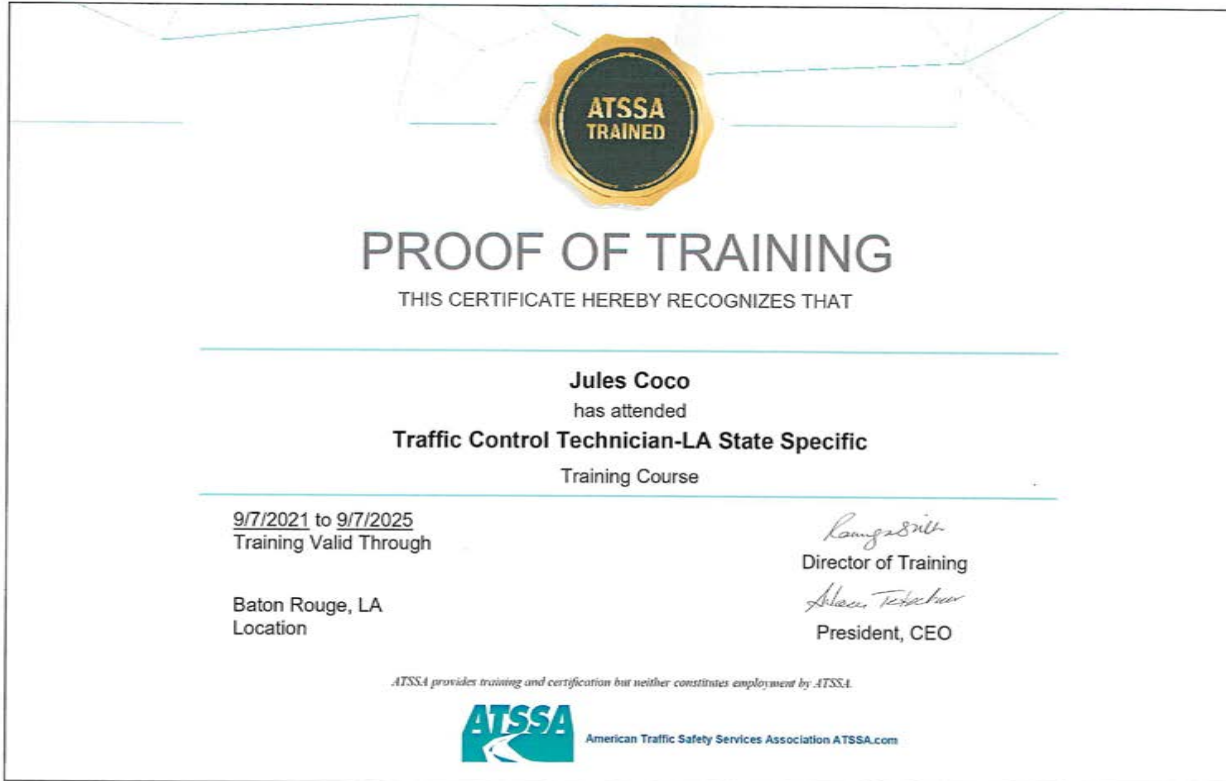 ATSSA
TRAINED
PROOF OF TRAINING
THIS CERTIFICATE HEREBY RECOGNIZES THAT
Jules Coco
has attended
Traffic Control Technician-LA State Specific
Training Course
9/7/2021 to 9/7/2025
Training Valid Through
Director of Training
Baton Rouge, LA
Location
President, CEO
ATSSA provides training and certification but neither constitutes employment by ATSSA.
ATSSA
American Traffic Safety Services Association ATSSA.com